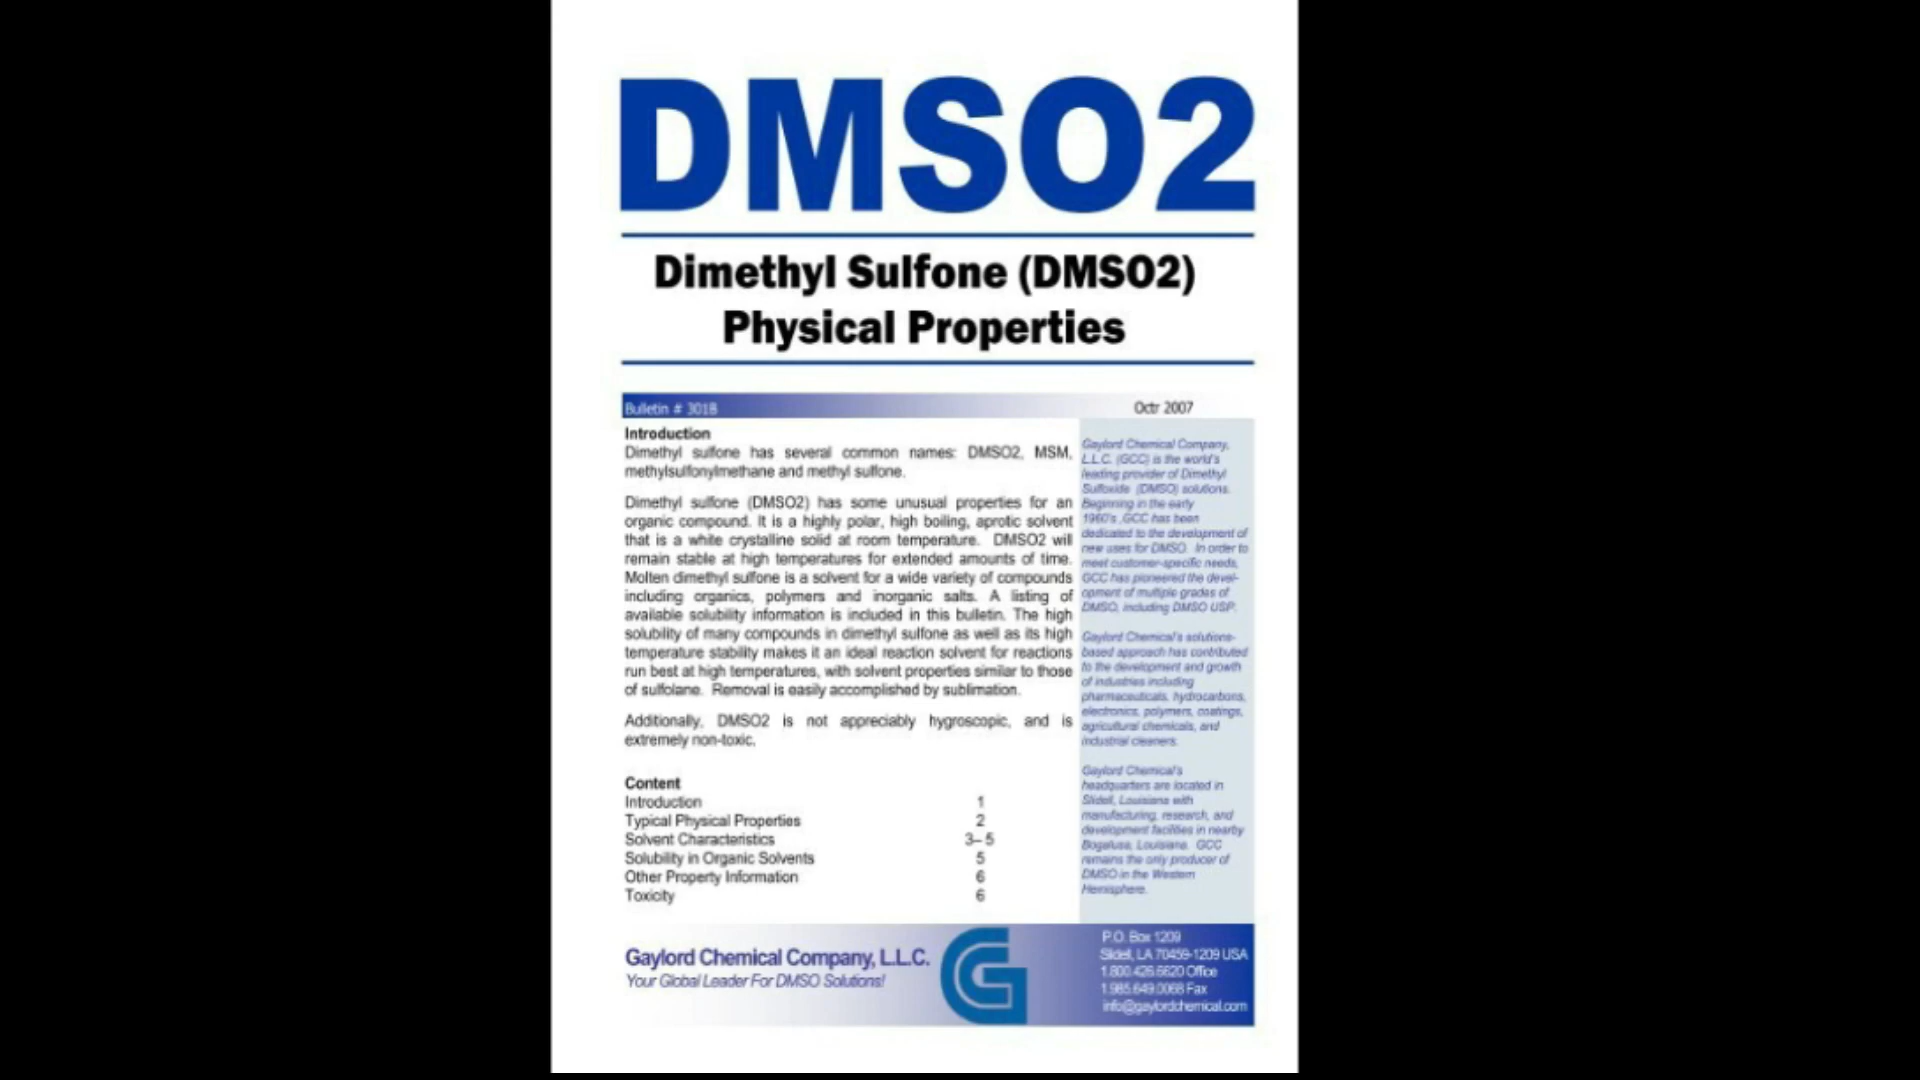 DMSO2
Dimethyl Sulfone (DMSO2)
Physical Properties
Bulletin # 301B
Octr 2007
Introduction
Dimethyl sulfone has several common names: DMSO2, MSM,
methylsulfonylmethane and methyl sulfone.
Dimethyl sulfone (DMSO2) has some unusual properties for an
organic compound. It is a highly polar, high boiling, aprotic solvent
that is a white crystalline solid at room temperature. DMSO2 will
remain stable at high temperatures for extended amounts of time.
Molten dimethyl sulfone is a solvent for a wide variety of compounds
including organics, polymers and inorganic salts. A listing of
available solubility information is included in this bulletin. The high
solubility of many compounds in dimethyl sulfone as well as its high
temperature stability makes it an ideal reaction solvent for reactions
run best at high temperatures, with solvent properties similar to those
of sulfolane. Removal is easily accomplished by sublimation.
Additionally, DMSO2 is not appreciably hygroscopic, and is
extremely non-toxic.
Content
Introduction 1
Typical Physical Properties 2
Solvent Characteristics 3– 5
Solubility in Organic Solvents 5
Other Property Information 6
Toxicity 6
Gaylord Chemical Company,
L.L.C. (GCC) is the world's
leading provider of Dimethyl
Sulfoxide (DMSO) solutions.
Beginning in the early
1960's ,GCC has been
dedicated to the development of
new uses for DMSO. In order to
meet customer-specific needs,
GCC has pioneered the devel-
opment of multiple grades of
DMSO, including DMSO USP.
Gaylord Chemical's solutions-
based approach has contributed
to the development and growth
of industries including
pharmaceuticals, hydrocarbons,
electronics, polymers, coatings,
agricultural chemicals, and
industrial cleaners.
Gaylord Chemical's
headquarters are located in
Slidell, Louisiana with
manufacturing, research, and
development facilities in nearby
Bogalusa, Louisiana. GCC
remains the only producer of
DMSO in the Western
Hemisphere.
Gaylord Chemical Company, L.L.C.
Your Global Leader For DMSO Solutions!
P.O. Box 1209
Slidell, LA 70459-1209 USA
1.800.426.6620 Office
1.985.649.0068 Fax
info@gaylordchemical.com